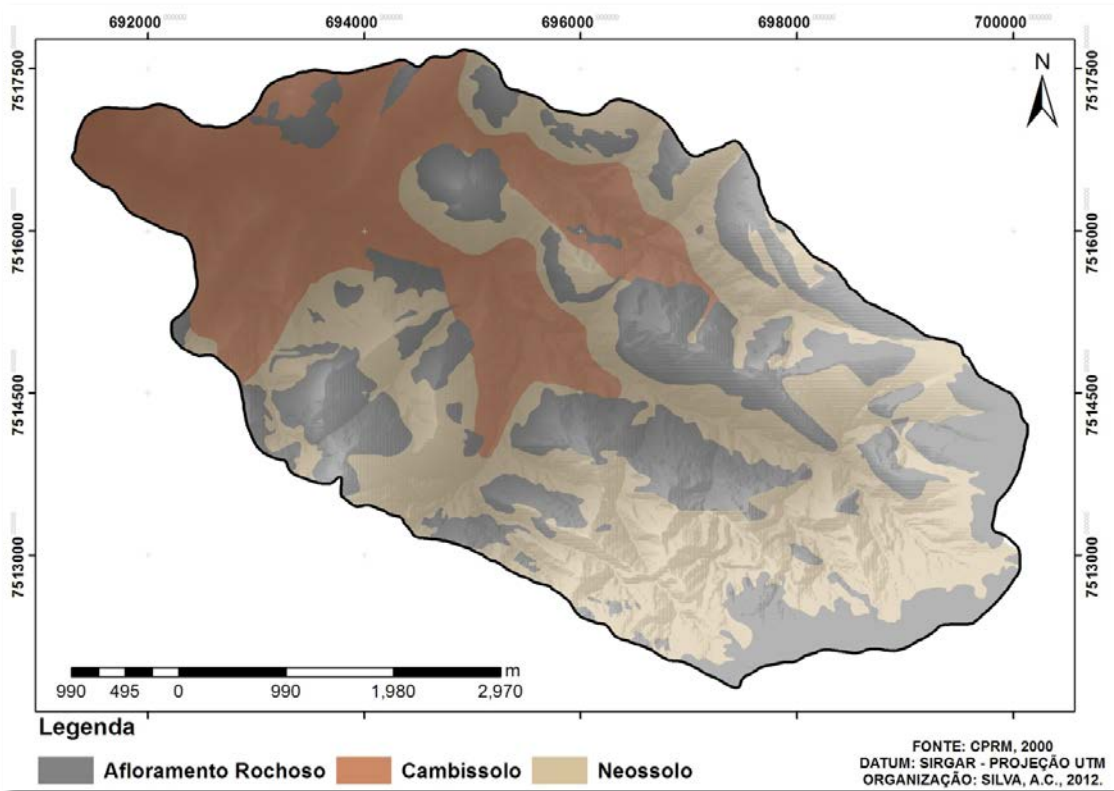 692000 694000 696000 698000 700000
7517500 7517500
N
7516000 7516000
7514500 7514500
7513000 7513000
m
990 495 0 990 1,980 2,970
Legenda
Afloramento Rochoso Cambissolo Neossolo
FONTE: CPRM, 2000
DATUM: SIRGAR - PROJEÇÃO UTM
ORGANIZAÇÃO: SILVA, A.C., 2012.